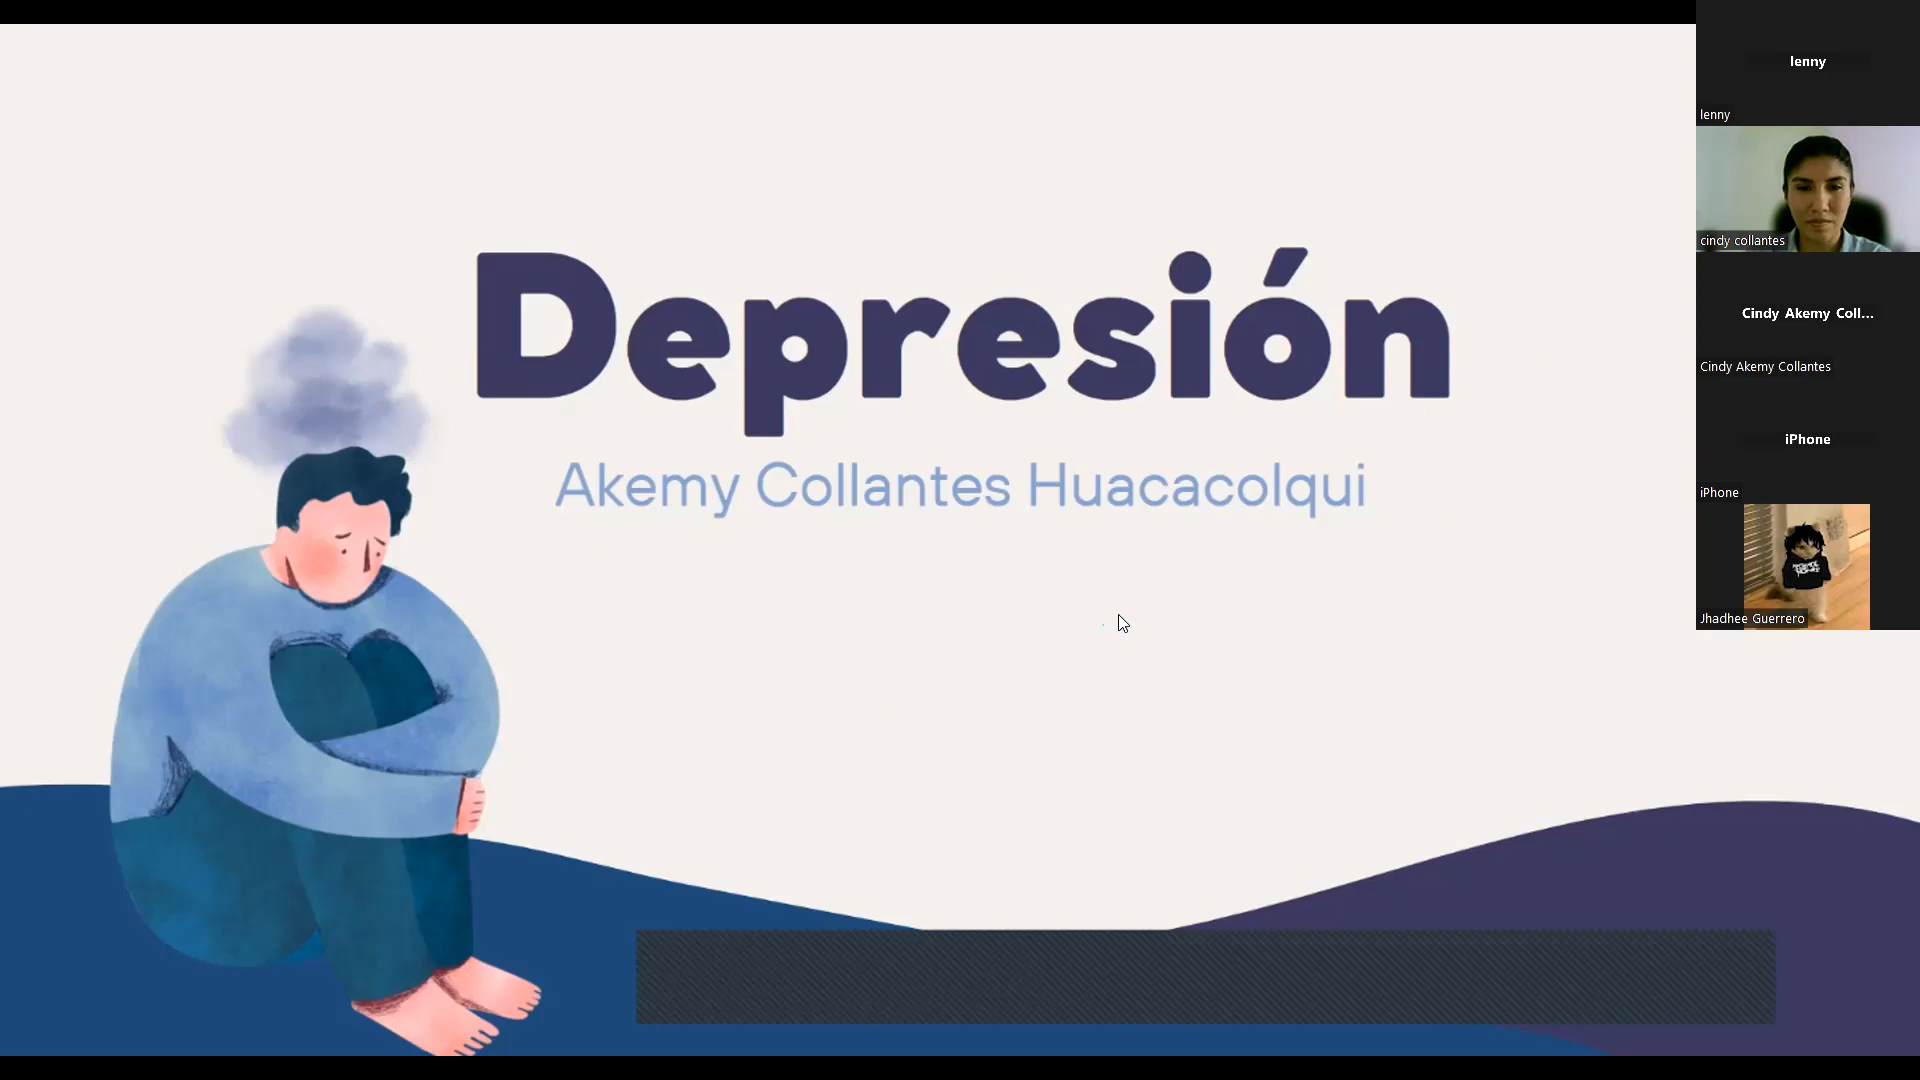 Depresión
Akemy Collantes Huacacolqui
lenny
lenny
cindy collantes
Cindy Akemy Coll...
Cindy Akemy Collantes
iPhone
iPhone
Jhadhee Guerrero